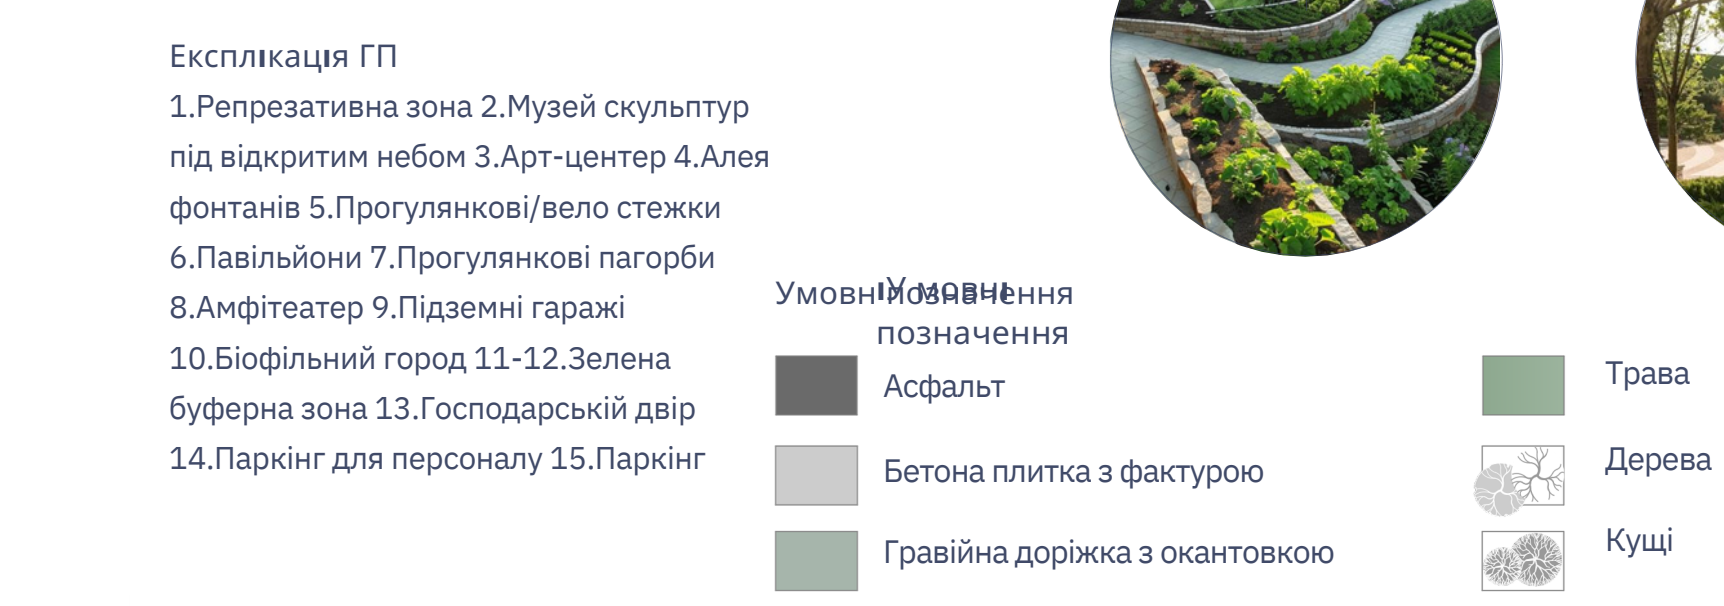 Експлікація ГП
1.Репрезативна зона 2.Музей скульптур
під відкритим небом 3.Арт-центер 4.Алея
фонтанів 5.Прогулянкові/вело стежки
6.Павільйони 7.Прогулянкові пагорби
8.Амфітеатер 9.Підземні гаражі
10.Біофільний город 11-12.Зелена
буферна зона 13.Господарській двір
14.Паркінг для персоналу 15.Паркінг
Умовні позначення
Умовні
позначення
Асфальт
Бетона плитка з фактурою
Гравійна доріжка з окантовкою
Трава
Дерева
Кущі